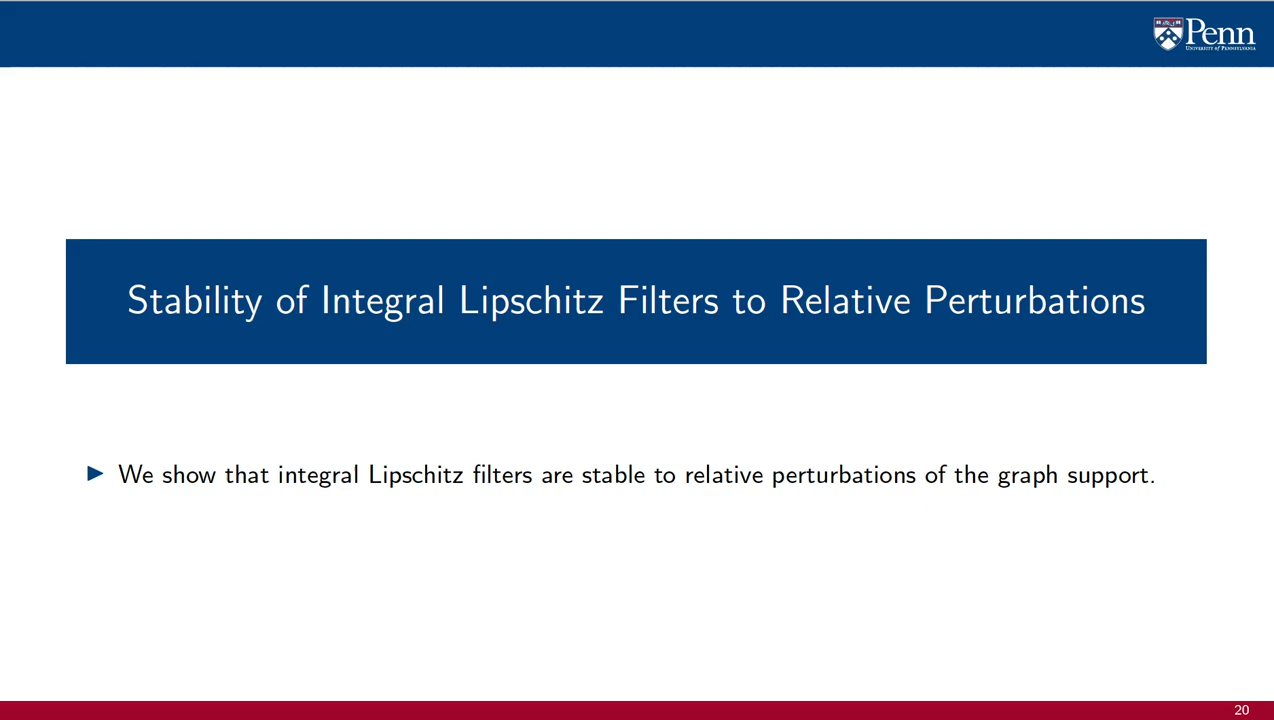 Penn
University of Pennsylvania
Stability of Integral Lipschitz Filters to Relative Perturbations
▶ We show that integral Lipschitz filters are stable to relative perturbations of the graph support.
20